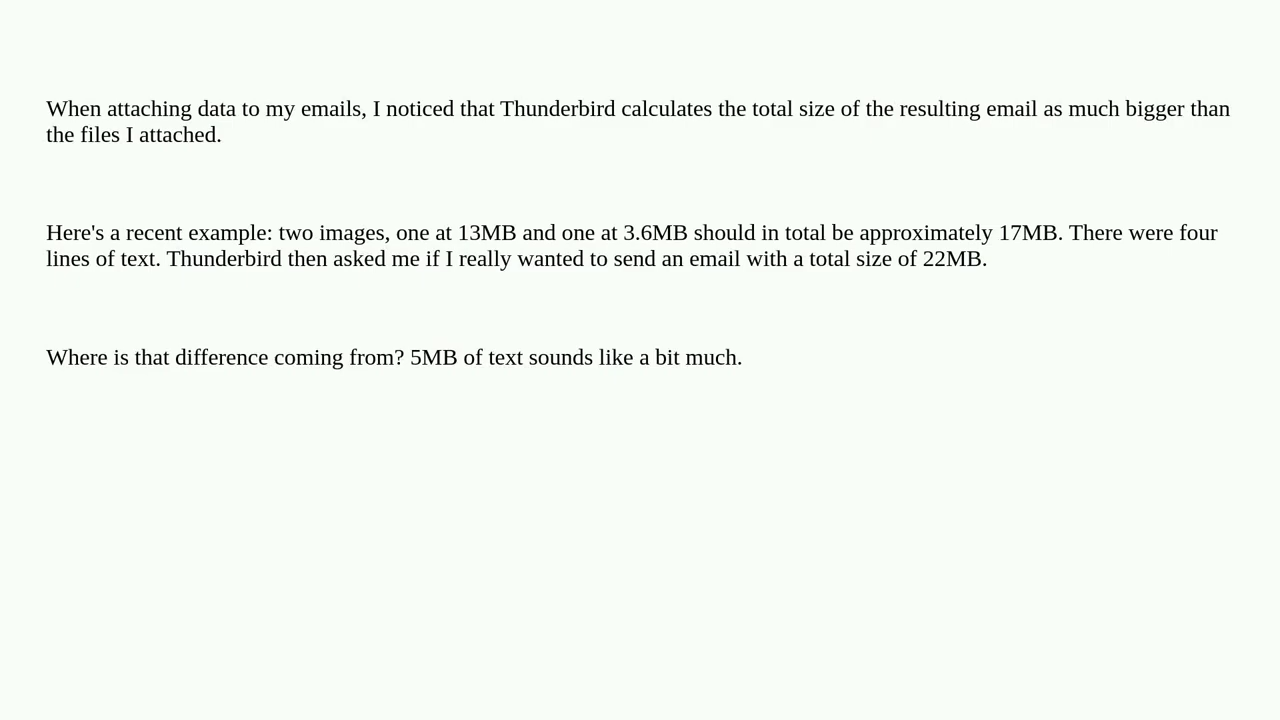 When attaching data to my emails, I noticed that Thunderbird calculates the total size of the resulting email as much bigger than
the files I attached.
Here's a recent example: two images, one at 13MB and one at 3.6MB should in total be approximately 17MB. There were four
lines of text. Thunderbird then asked me if I really wanted to send an email with a total size of 22MB.
Where is that difference coming from? 5MB of text sounds like a bit much.